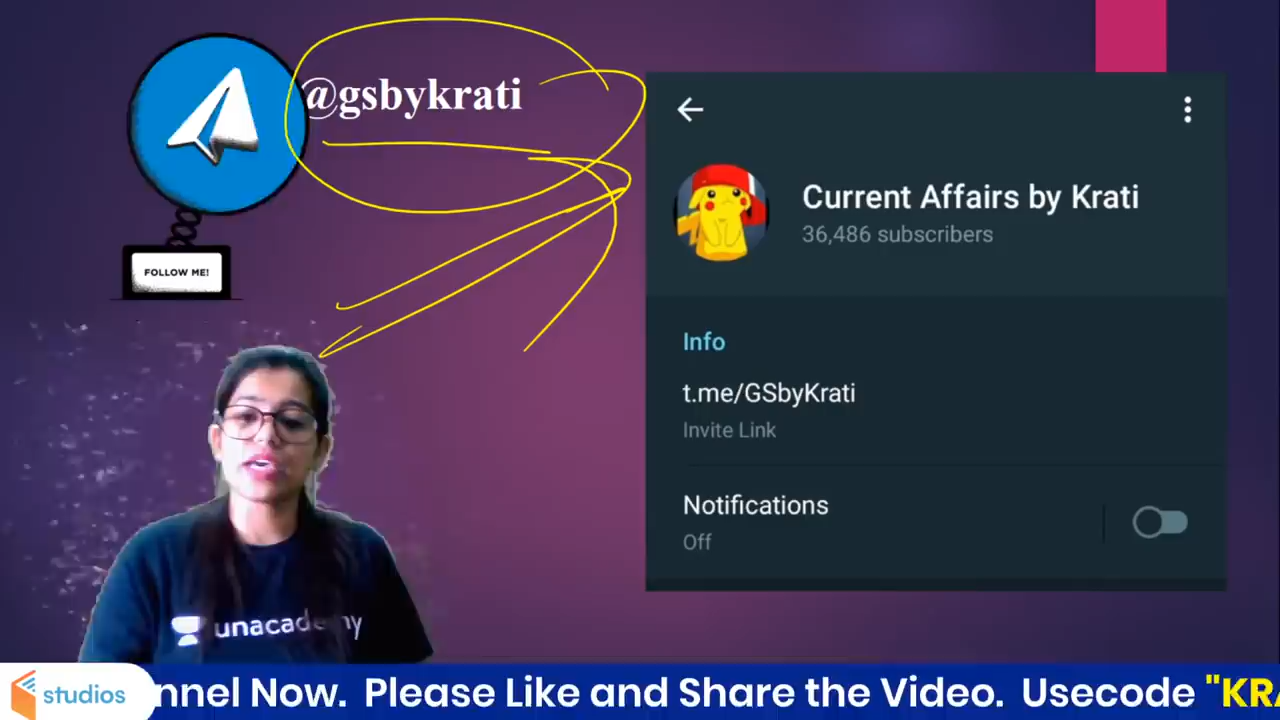 @gsbykrati
FOLLOW ME!
Current Affairs by Krati
36,486 subscribers
Info
t.me/GSbyKrati
Invite Link
Notifications
Off
unacademy
studios
nnel Now. Please Like and Share the Video. Usecode "KRA